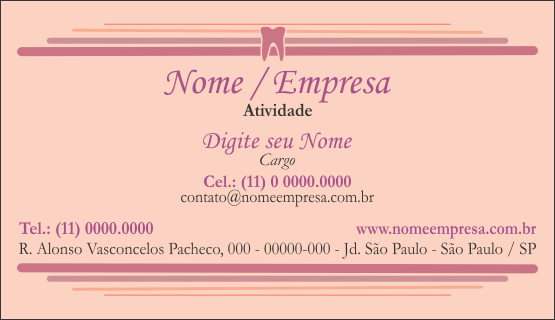 Nome / Empresa
Atividade
Digite seu Nome
Cargo
Cel.: (11) 0 0000.0000
contato@nomeempresa.com.br
Tel.: (11) 0000.0000 www.nomeempresa.com.br
R. Alonso Vasconcelos Pacheco, 000 - 00000-000 - Jd. São Paulo - São Paulo / SP